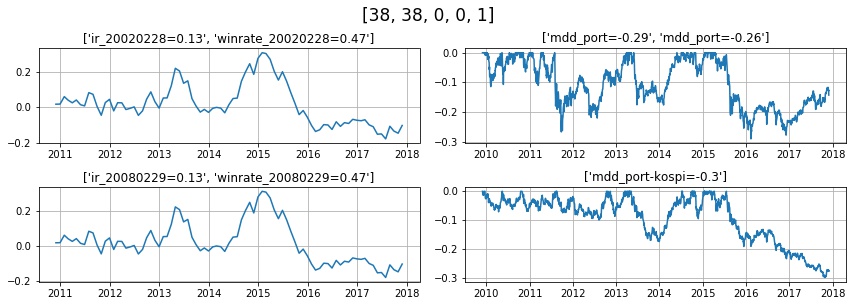 [38, 38, 0, 0, 1]
['ir_20020228=0.13', 'winrate_20020228=0.47']
0.2
0.0
−0.2
2011 2012 2013 2014 2015 2016 2017 2018
['mdd_port=-0.29', 'mdd_port=-0.26']
0.0
−0.1
−0.2
−0.3
2010 2011 2012 2013 2014 2015 2016 2017 2018
['ir_20080229=0.13', 'winrate_20080229=0.47']
0.2
0.0
−0.2
2011 2012 2013 2014 2015 2016 2017 2018
['mdd_port-kospi=-0.3']
0.0
−0.1
−0.2
−0.3
2010 2011 2012 2013 2014 2015 2016 2017 2018